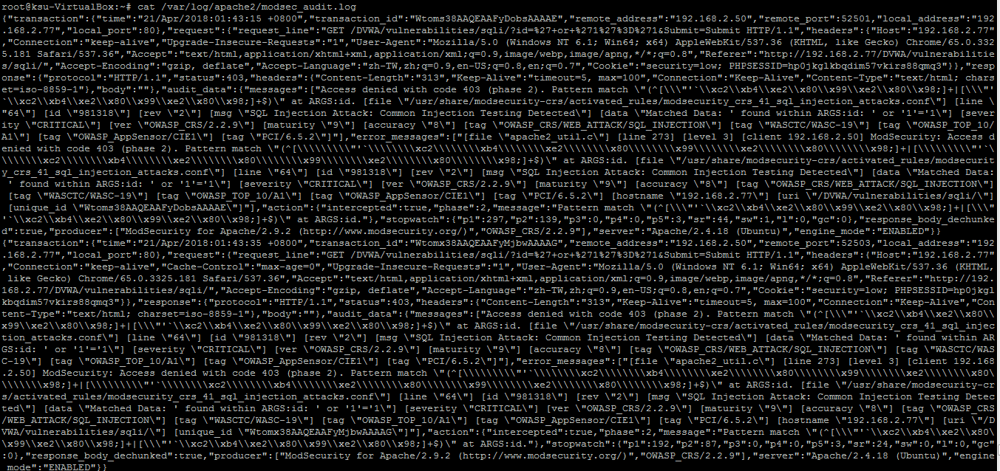 root@ksu-VirtualBox:~# cat /var/log/apache2/modsec_audit.log
{"transaction":{"time":"21/Apr/2018:01:43:15 +0800","transaction_id":"Wtoms38AAQEAAFyDobsAAAAE","remote_address":"192.168.2.50","remote_port":52501,"local_address":"192
.168.2.77","local_port":80},"request":{"request_line":"GET /DVWA/vulnerabilities/sqli/?id=%27+or+%271%27%3D%271&Submit=Submit HTTP/1.1","headers":{"Host":"192.168.2.77"
,"Connection":"keep-alive","Upgrade-Insecure-Requests":"1","User-Agent":"Mozilla/5.0 (Windows NT 6.1; Win64; x64) AppleWebKit/537.36 (KHTML, like Gecko) Chrome/65.0.332
5.181 Safari/537.36","Accept":"text/html,application/xhtml+xml,application/xml;q=0.9,image/webp,image/apng,*/*;q=0.8","Referer":"http://192.168.2.77/DVWA/vulnerabilitie
s/sqli/","Accept-Encoding":"gzip, deflate","Accept-Language":"zh-TW,zh;q=0.9,en-US;q=0.8,en;q=0.7","Cookie":"security=low; PHPSESSID=hp0jkglkbqdim57vkirs88qmq3"}},"resp
onse":{"protocol":"HTTP/1.1","status":403,"headers":{"Content-Length":"313","Keep-Alive":"timeout=5, max=100","Connection":"Keep-Alive","Content-Type":"text/html; chars
et=iso-8859-1"},"body":""},"audit_data":{"messages":["Access denied with code 403 (phase 2). Pattern match \"(^[\\\"'`\\xc2\\xb4\\xe2\\x80\\x99\\xe2\\x80\\x98;]+|[\\\"'
`\\xc2\\xb4\\xe2\\x80\\x99\\xe2\\x80\\x98;]+$)\" at ARGS:id. [file \"/usr/share/modsecurity-crs/activated_rules/modsecurity_crs_41_sql_injection_attacks.conf\"] [line \
"64\"] [id \"981318\"] [rev \"2\"] [msg \"SQL Injection Attack: Common Injection Testing Detected\"] [data \"Matched Data: ' found within ARGS:id: ' or '1'='1\"] [sever
ity \"CRITICAL\"] [ver \"OWASP_CRS/2.2.9\"] [maturity \"9\"] [accuracy \"8\"] [tag \"OWASP_CRS/WEB_ATTACK/SQL_INJECTION\"] [tag \"WASCTC/WASC-19\"] [tag \"OWASP_TOP_10/
A1\"] [tag \"OWASP_AppSensor/CIE1\"] [tag \"PCI/6.5.2\"]"],"error_messages":["[file \"apache2_util.c\"] [line 273] [level 3] [client 192.168.2.50] ModSecurity: Access d
enied with code 403 (phase 2). Pattern match \"(^[\\\\\\\\\"'`\\\\\\\\xc2\\\\\\\\xb4\\\\\\\\xe2\\\\\\\\x80\\\\\\\\x99\\\\\\\\xe2\\\\\\\\x80\\\\\\\\x98;]+|[\\\\\\\\\"'`\
\\\\\\\xc2\\\\\\\\xb4\\\\\\\\xe2\\\\\\\\x80\\\\\\\\x99\\\\\\\\xe2\\\\\\\\x80\\\\\\\\x98;]+$)\" at ARGS:id. [file \"/usr/share/modsecurity-crs/activated_rules/modsecurit
y_crs_41_sql_injection_attacks.conf\"] [line \"64\"] [id \"981318\"] [rev \"2\"] [msg \"SQL Injection Attack: Common Injection Testing Detected\"] [data \"Matched Data:
 ' found within ARGS:id: ' or '1'='1\"] [severity \"CRITICAL\"] [ver \"OWASP_CRS/2.2.9\"] [maturity \"9\"] [accuracy \"8\"] [tag \"OWASP_CRS/WEB_ATTACK/SQL_INJECTION\"]
 [tag \"WASCTC/WASC-19\"] [tag \"OWASP_TOP_10/A1\"] [tag \"OWASP_AppSensor/CIE1\"] [tag \"PCI/6.5.2\"] [hostname \"192.168.2.77\"] [uri \"/DVWA/vulnerabilities/sqli/\"]
 [unique_id \"Wtoms38AAQEAAFyDobsAAAAE\"]"],"action":{"intercepted":true,"phase":2,"message":"Pattern match \"(^[\\\"'`\\xc2\\xb4\\xe2\\x80\\x99\\xe2\\x80\\x98;]+|[\\\"
'`\\xc2\\xb4\\xe2\\x80\\x99\\xe2\\x80\\x98;]+$)\" at ARGS:id."},"stopwatch":{"p1":297,"p2":139,"p3":0,"p4":0,"p5":3,"sr":44,"sw":1,"l":0,"gc":0},"response_body_dechunke
d":true,"producer":["ModSecurity for Apache/2.9.2 (http://www.modsecurity.org/)","OWASP_CRS/2.2.9"],"server":"Apache/2.4.18 (Ubuntu)","engine_mode":"ENABLED"}}
{"transaction":{"time":"21/Apr/2018:01:43:35 +0800","transaction_id":"Wtomx38AAQEAAFyMjbwAAAAG","remote_address":"192.168.2.50","remote_port":52503,"local_address":"192
.168.2.77","local_port":80},"request":{"request_line":"GET /DVWA/vulnerabilities/sqli/?id=%27+or+%271%27%3D%271&Submit=Submit HTTP/1.1","headers":{"Host":"192.168.2.77"
,"Connection":"keep-alive","Cache-Control":"max-age=0","Upgrade-Insecure-Requests":"1","User-Agent":"Mozilla/5.0 (Windows NT 6.1; Win64; x64) AppleWebKit/537.36 (KHTML,
 like Gecko) Chrome/65.0.3325.181 Safari/537.36","Accept":"text/html,application/xhtml+xml,application/xml;q=0.9,image/webp,image/apng,*/*;q=0.8","Referer":"http://192.
168.2.77/DVWA/vulnerabilities/sqli/","Accept-Encoding":"gzip, deflate","Accept-Language":"zh-TW,zh;q=0.9,en-US;q=0.8,en;q=0.7","Cookie":"security=low; PHPSESSID=hp0jkgl
kbqdim57vkirs88qmq3"}},"response":{"protocol":"HTTP/1.1","status":403,"headers":{"Content-Length":"313","Keep-Alive":"timeout=5, max=100","Connection":"Keep-Alive","Con
tent-Type":"text/html; charset=iso-8859-1"},"body":""},"audit_data":{"messages":["Access denied with code 403 (phase 2). Pattern match \"(^[\\\"'`\\xc2\\xb4\\xe2\\x80\\
x99\\xe2\\x80\\x98;]+|[\\\"'`\\xc2\\xb4\\xe2\\x80\\x99\\xe2\\x80\\x98;]+$)\" at ARGS:id. [file \"/usr/share/modsecurity-crs/activated_rules/modsecurity_crs_41_sql_injec
tion_attacks.conf\"] [line \"64\"] [id \"981318\"] [rev \"2\"] [msg \"SQL Injection Attack: Common Injection Testing Detected\"] [data \"Matched Data: ' found within AR
GS:id: ' or '1'='1\"] [severity \"CRITICAL\"] [ver \"OWASP_CRS/2.2.9\"] [maturity \"9\"] [accuracy \"8\"] [tag \"OWASP_CRS/WEB_ATTACK/SQL_INJECTION\"] [tag \"WASCTC/WAS
C-19\"] [tag \"OWASP_TOP_10/A1\"] [tag \"OWASP_AppSensor/CIE1\"] [tag \"PCI/6.5.2\"]"],"error_messages":["[file \"apache2_util.c\"] [line 273] [level 3] [client 192.168
.2.50] ModSecurity: Access denied with code 403 (phase 2). Pattern match \"(^[\\\\\\\\\"'`\\\\\\\\xc2\\\\\\\\xb4\\\\\\\\xe2\\\\\\\\x80\\\\\\\\x99\\\\\\\\xe2\\\\\\\\x80\\
\\\\\\x98;]+|[\\\\\\\\\"'`\\\\\\\\xc2\\\\\\\\xb4\\\\\\\\xe2\\\\\\\\x80\\\\\\\\x99\\\\\\\\xe2\\\\\\\\x80\\\\\\\\x98;]+$)\" at ARGS:id. [file \"/usr/share/modsecurity-cr
s/activated_rules/modsecurity_crs_41_sql_injection_attacks.conf\"] [line \"64\"] [id \"981318\"] [rev \"2\"] [msg \"SQL Injection Attack: Common Injection Testing Detec
ted\"] [data \"Matched Data: ' found within ARGS:id: ' or '1'='1\"] [severity \"CRITICAL\"] [ver \"OWASP_CRS/2.2.9\"] [maturity \"9\"] [accuracy \"8\"] [tag \"OWASP_CRS
/WEB_ATTACK/SQL_INJECTION\"] [tag \"WASCTC/WASC-19\"] [tag \"OWASP_TOP_10/A1\"] [tag \"OWASP_AppSensor/CIE1\"] [tag \"PCI/6.5.2\"] [hostname \"192.168.2.77\"] [uri \"/D
VWA/vulnerabilities/sqli/\"] [unique_id \"Wtomx38AAQEAAFyMjbwAAAAG\"]"],"action":{"intercepted":true,"phase":2,"message":"Pattern match \"(^[\\\"'`\\xc2\\xb4\\xe2\\x80\
\x99\\xe2\\x80\\x98;]+|[\\\"'`\\xc2\\xb4\\xe2\\x80\\x99\\xe2\\x80\\x98;]+$)\" at ARGS:id."},"stopwatch":{"p1":192,"p2":87,"p3":0,"p4":0,"p5":3,"sr":24,"sw":0,"l":0,"gc"
:0},"response_body_dechunked":true,"producer":["ModSecurity for Apache/2.9.2 (http://www.modsecurity.org/)","OWASP_CRS/2.2.9"],"server":"Apache/2.4.18 (Ubuntu)","engine
_mode":"ENABLED"}}